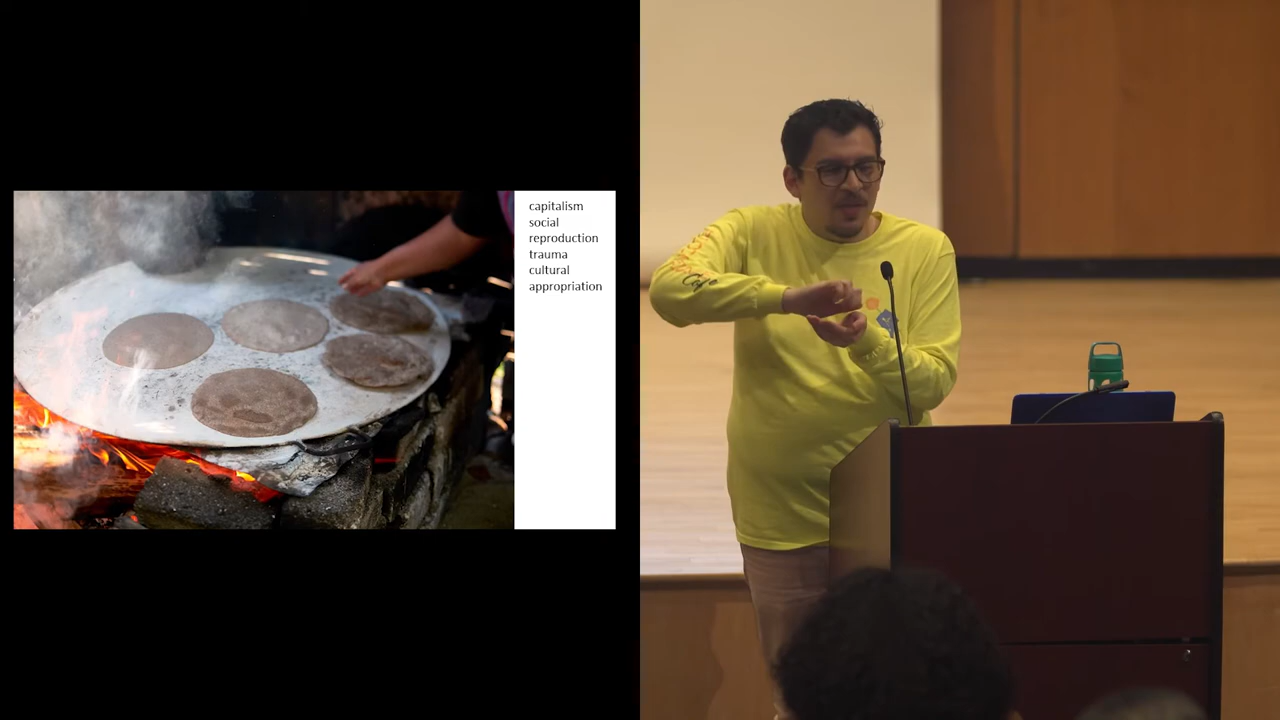 capitalism
social
reproduction
trauma
cultural
appropriation